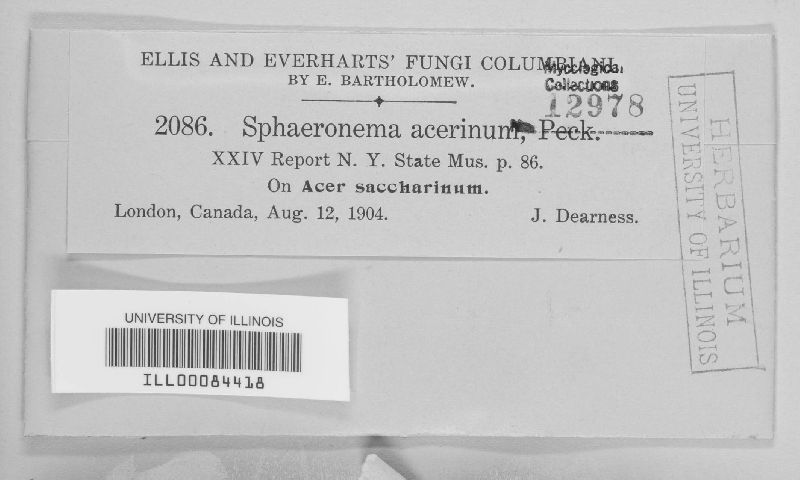 ELLIS AND EVERHARTS' FUNGI COLUMBIANI.
BY E. BARTHOLOMEW.
Mycological
Collections
12978
2086. Sphaeronema acerinum, Peck.
XXIV Report N. Y. State Mus. p. 86.
On Acer saccharinum.
London, Canada, Aug. 12, 1904. J. Dearness.
HERBARIUM
UNIVERSITY OF ILLINOIS
UNIVERSITY OF ILLINOIS
ILL00084418